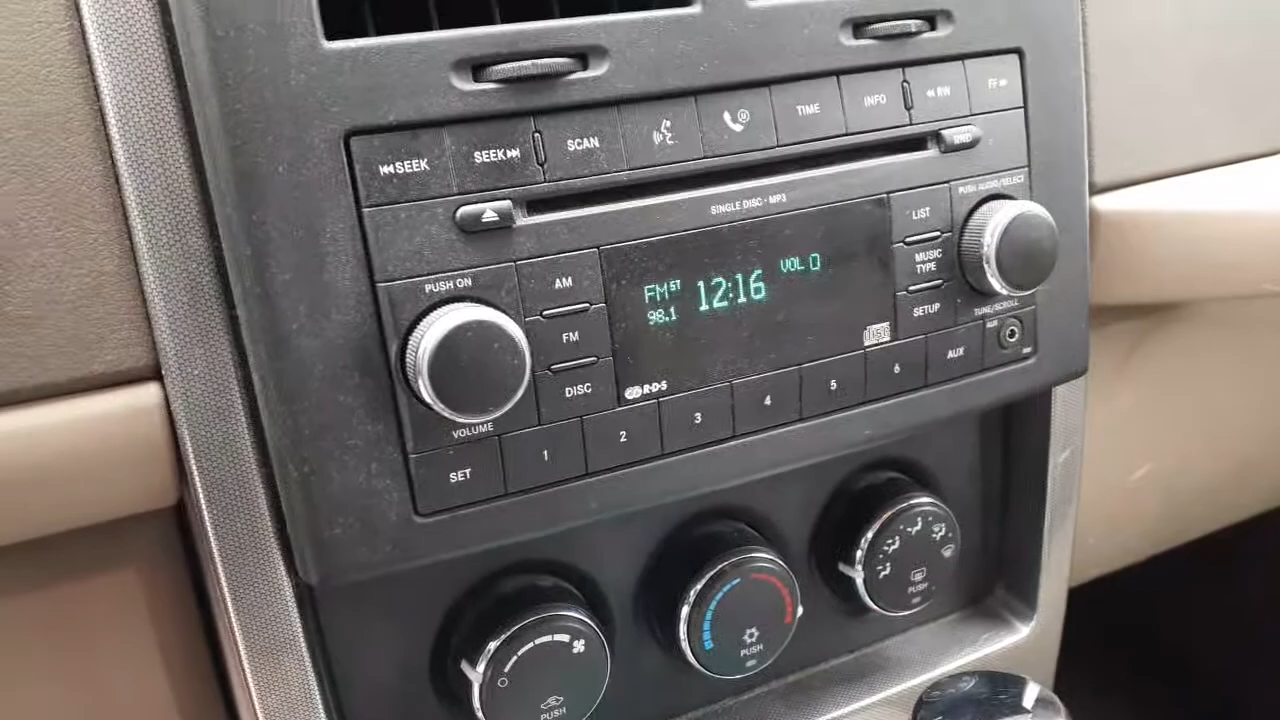 SEEK
SEEK
SCAN
TIME
INFO
RW
FF
RND
SINGLE DISC • MP3
PUSH AUDIO/SELECT
LIST
MUSIC
TYPE
SETUP
TUNE/SCROLL
PUSH ON
VOLUME
AM
FM
DISC
FM ST
98.1
12:16
VOL 0
R•D•S
disc
SET
1
2
3
4
5
6
AUX
AUX
PUSH
PUSH
PUSH